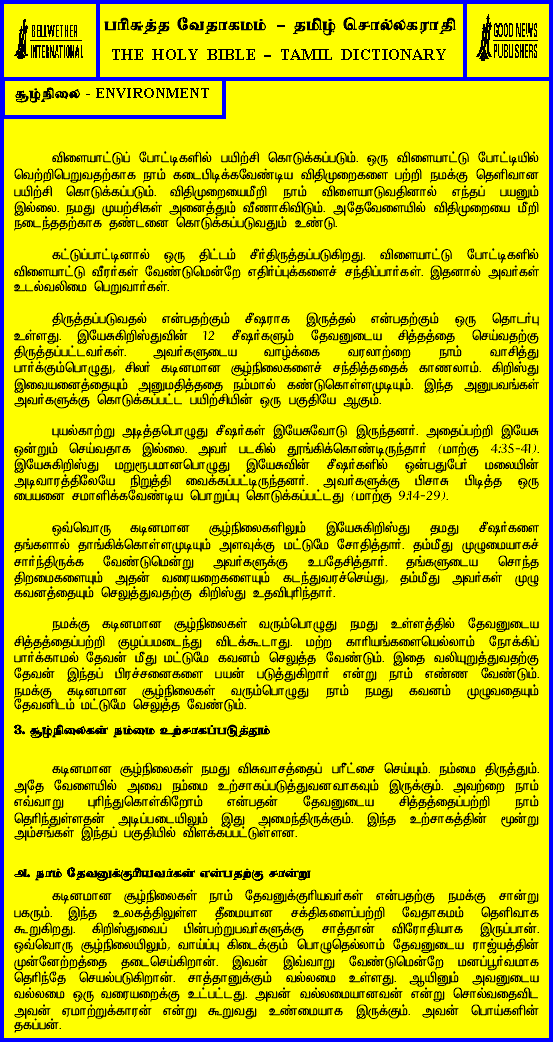 BELLWETHER
INTERNATIONAL
பரிசுத்த வேதாகமம் – தமிழ் சொல்லகராதி
THE HOLY BIBLE – TAMIL DICTIONARY
GOOD NEWS
PUBLISHERS
சூழ்நிலை - ENVIRONMENT
விளையாட்டுப் போட்டிகளில் பயிற்சி கொடுக்கப்படும். ஒரு விளையாட்டு போட்டியில்
வெற்றிபெறுவதற்காக நாம் கடைபிடிக்கவேண்டிய விதிமுறைகளை பற்றி நமக்கு தெளிவான
பயிற்சி கொடுக்கப்படும். விதிமுறையைமீறி நாம் விளையாடுவதினால் எந்தப் பயனும்
இல்லை. நமது முயற்சிகள் அனைத்தும் வீணாகிவிடும். அதேவேளையில் விதிமுறையை மீறி
நடைந்ததற்காக தண்டனை கொடுக்கப்படுவதும் உண்டு.
கட்டுப்பாட்டினால் ஒரு திட்டம் சீர்திருத்தப்படுகிறது. விளையாட்டு போட்டிகளில்
விளையாட்டு வீரர்கள் வேண்டுமென்றே எதிர்ப்புக்களைச் சந்திப்பார்கள். இதனால் அவர்கள்
உடல்வலிமை பெறுவார்கள்.
திருத்தப்படுவதல் என்பதற்கும் சீஷராக இருத்தல் என்பதற்கும் ஒரு தொடர்பு
உள்ளது. இயேசுகிறிஸ்துவின் 12 சீஷர்களும் தேவனுடைய சித்தத்தை செய்வதற்கு
திருத்தப்பட்டவர்கள். அவர்களுடைய வாழ்க்கை வரலாற்றை நாம் வாசித்து
பார்க்கும்பொழுது, சிலர் கடினமான சூழ்நிலைகளைச் சந்தித்ததைக் காணலாம். கிறிஸ்து
இவையனைத்தையும் அனுமதித்ததை நம்மால் கண்டுகொள்ளமுடியும். இந்த அனுபவங்கள்
அவர்களுக்கு கொடுக்கப்பட்ட பயிற்சியின் ஒரு பகுதியே ஆகும்.
புயல்காற்று அடித்தபொழுது சீஷர்கள் இயேசுவோடு இருந்தனர். அதைப்பற்றி இயேசு
ஒன்றும் செய்வதாக இல்லை. அவர் படகில் தூங்கிக்கொண்டிருந்தார் (மாற்கு 4:35-41).
இயேசுகிறிஸ்து மறுரூபமானபொழுது இயேசுவின் சீஷர்களில் ஒன்பதுபேர் மலையின்
அடிவாரத்திலேயே நிறுத்தி வைக்கப்பட்டிருந்தனர். அவர்களுக்கு பிசாசு பிடித்த ஒரு
பையனை சமாளிக்கவேண்டிய பொறுப்பு கொடுக்கப்பட்டது (மாற்கு 9:14-29).
ஒவ்வொரு கடினமான சூழ்நிலைகளிலும் இயேசுகிறிஸ்து தமது சீஷர்களை
தங்களால் தாங்கிக்கொள்ளமுடியும் அளவுக்கு மட்டுமே சோதித்தார். தம்மீது முழுமையாகச்
சார்ந்திருக்க வேண்டுமென்று அவர்களுக்கு உபதேசித்தார். தங்களுடைய சொந்த
திறமைகளையும் அதன் வரையறைகளையும் கடந்துவரச்செய்து, தம்மீது அவர்கள் முழு
கவனத்தையும் செலுத்துவதற்கு கிறிஸ்து உதவிபுரிந்தார்.
நமக்கு கடினமான சூழ்நிலைகள் வரும்பொழுது நமது உள்ளத்தில் தேவனுடைய
சித்தத்தைப்பற்றி குழப்பமடைந்து விடக்கூடாது. மற்ற காரியங்களையெல்லாம் நோக்கிப்
பார்க்காமல் தேவன் மீது மட்டுமே கவனம் செலுத்த வேண்டும். இதை வலியுறுத்துவதற்கு
தேவன் இந்தப் பிரச்சனைகளை பயன் படுத்துகிறார் என்று நாம் எண்ண வேண்டும்.
நமக்கு கடினமான சூழ்நிலைகள் வரும்பொழுது நாம் நமது கவனம் முழுவதையும்
தேவனிடம் மட்டுமே செலுத்த வேண்டும்.
3. சூழ்நிலைகள் நம்மை உற்சாகப்படுத்தும்
கடினமான சூழ்நிலைகள் நமது விசுவாசத்தைப் பரீட்சை செய்யும். நம்மை திருத்தும்.
அதே வேளையில் அவை நம்மை உற்சாகப்படுத்துவனவாகவும் இருக்கும். அவற்றை நாம்
எவ்வாறு புரிந்துகொள்கிறோம் என்பதன் தேவனுடைய சித்தத்தைப்பற்றி நாம்
தெரிந்துள்ளதன் அடிப்படையிலும் இது அமைந்திருக்கும். இந்த உற்சாகத்தின் மூன்று
அம்சங்கள் இந்தப் பகுதியில் விளக்கப்பட்டுள்ளன.
அ. நாம் தேவனுக்குரியவர்கள் என்பதற்கு சான்று
கடினமான சூழ்நிலைகள் நாம் தேவனுக்குரியவர்கள் என்பதற்கு நமக்கு சான்று
பகரும். இந்த உலகத்திலுள்ள தீமையான சக்திகளைப்பற்றி வேதாகமம் தெளிவாக
கூறுகிறது. கிறிஸ்துவைப் பின்பற்றுபவர்களுக்கு சாத்தான் விரோதியாக இருப்பான்.
ஒவ்வொரு சூழ்நிலையிலும், வாய்ப்பு கிடைக்கும் பொழுதெல்லாம் தேவனுடைய ராஜ்யத்தின்
முன்னேற்றத்தை தடைசெய்கிறான். இவன் இவ்வாறு வேண்டுமென்றே மனப்பூர்வமாக
தெரிந்தே செயல்படுகிறான். சாத்தானுக்கும் வல்லமை உள்ளது. ஆயினும் அவனுடைய
வல்லமை ஒரு வரையறைக்கு உட்பட்டது. அவன் வல்லமையானவன் என்று சொல்வதைவிட
அவன் ஏமாற்றுக்காரன் என்று கூறுவது உண்மையாக இருக்கும். அவன் பொய்களின்
தகப்பன்.